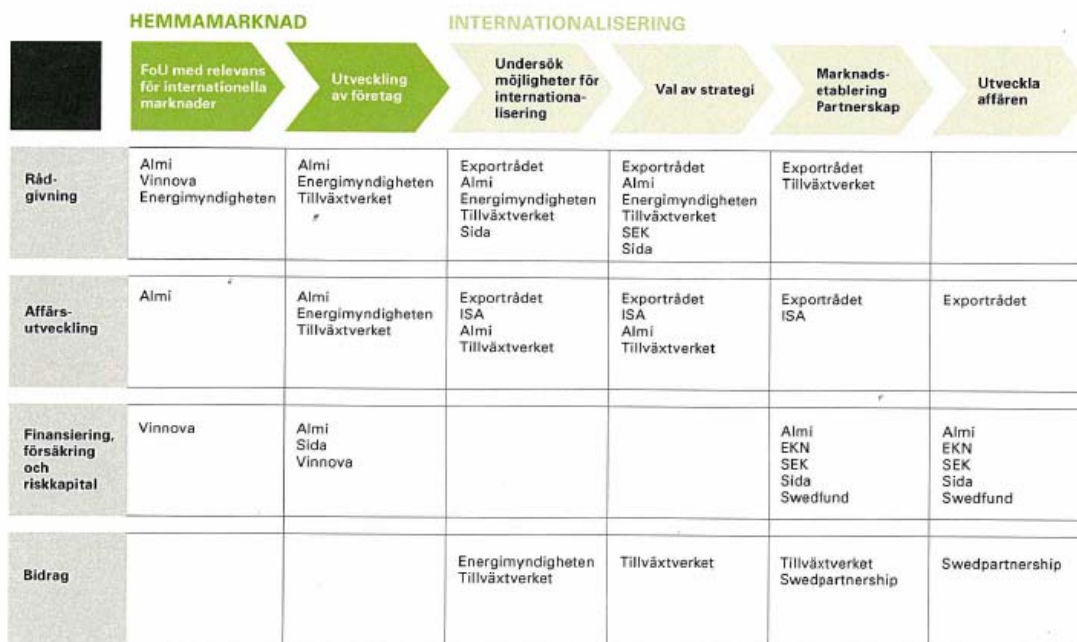 HEMMAMARKNAD
INTERNATIONALISERING
FoU med relevans
för internationella
marknader
Utveckling
av företag
Undersök
möjligheter för
internationa-
lisering
Val av strategi
Marknads-
etablering
Partnerskap
Utveckla
affären
Råd-
givning
Almi
Vinnova
Energimyndigheten
Almi
Energimyndigheten
Tillväxtverket
Exportrådet
Almi
Energimyndigheten
Tillväxtverket
Sida
Exportrådet
Almi
Energimyndigheten
Tillväxtverket
SEK
Sida
Exportrådet
Tillväxtverket
Affärs-
utveckling
Almi
Almi
Energimyndigheten
Tillväxtverket
Exportrådet
ISA
Almi
Tillväxtverket
Exportrådet
ISA
Almi
Tillväxtverket
Exportrådet
ISA
Exportrådet
Finansiering,
försäkring
och
riskkapital
Vinnova
Almi
Sida
Vinnova
Almi
EKN
SEK
Sida
Swedfund
Almi
EKN
SEK
Sida
Swedfund
Bidrag
Energimyndigheten
Tillväxtverket
Tillväxtverket
Tillväxtverket
Swedpartnership
Swedpartnership